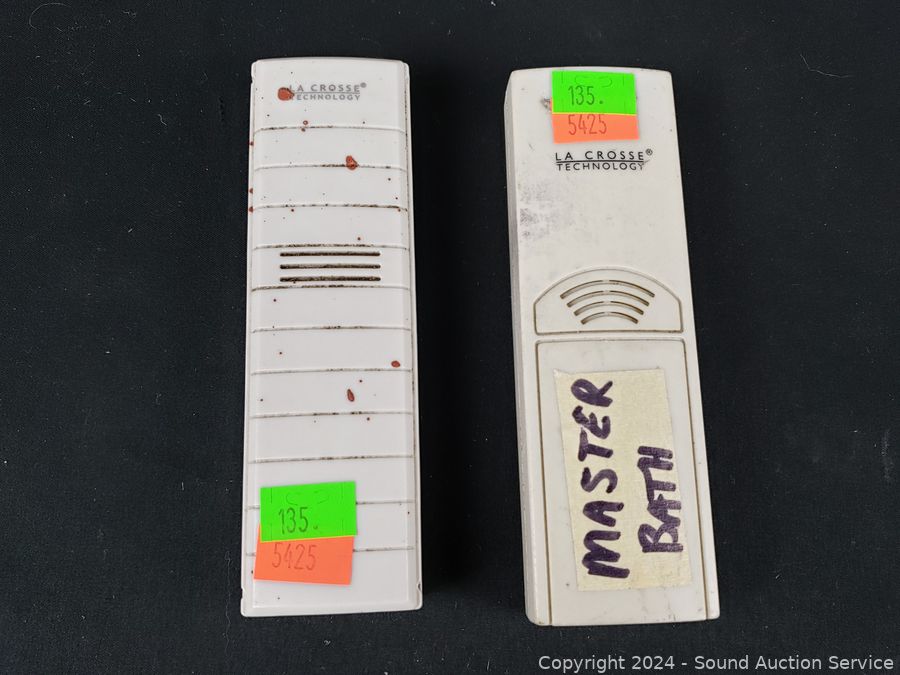 LA CROSSE®
TECHNOLOGY
135.
5425
135.
5425
LA CROSSE®
TECHNOLOGY
MASTER
BATH
Copyright 2024 - Sound Auction Service